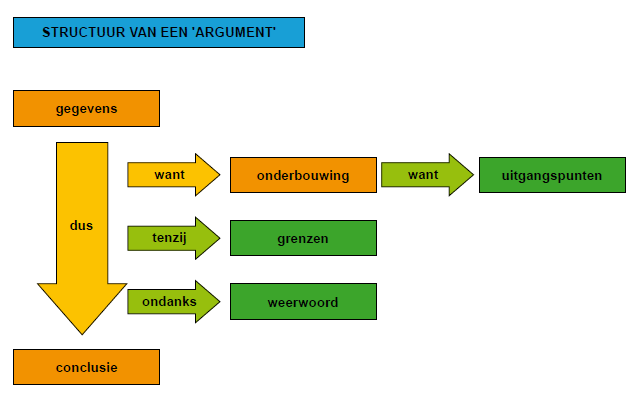 STRUCTUUR VAN EEN 'ARGUMENT'
gegevens
want
onderbouwing
want
uitgangspunten
dus
tenzij
grenzen
ondanks
weerwoord
conclusie